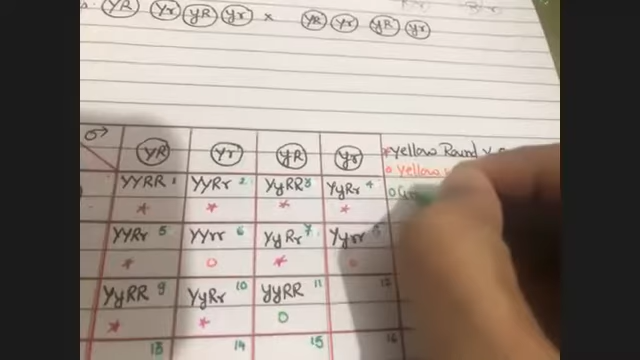 YR Yr yR yr × YR Yr yR yr
♂ YR Yr yR yr
*Yellow Round
o Yellow
YYRR 1 YYRr 2 YyRR 3 YyRr 4
* * * *
YYRr 5 YYrr 6 YyRr 7 Yyrr 8
* o * o
YyRR 9 YyRr 10 yyRR 11 12
* * o
13 14 15 16